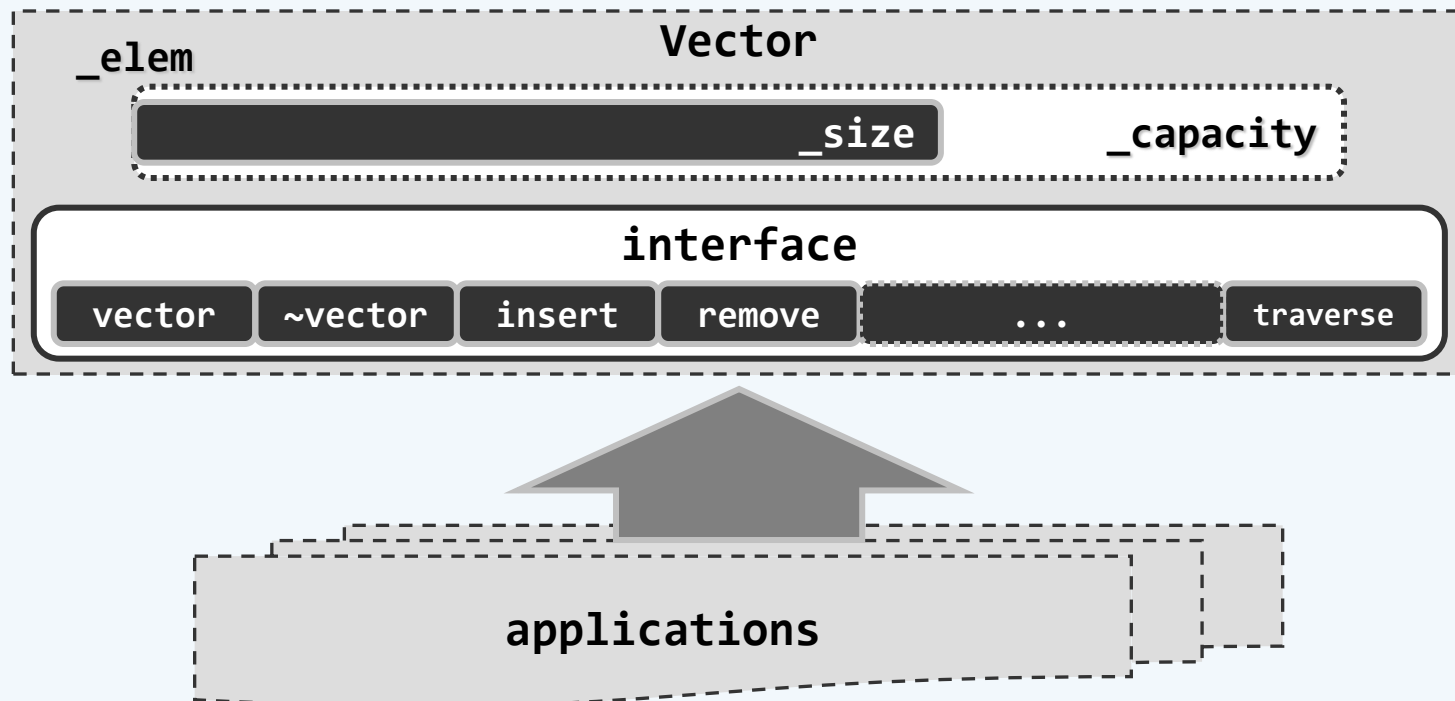 Vector
_elem
_size
_capacity
interface
vector ~vector insert remove ... traverse
applications